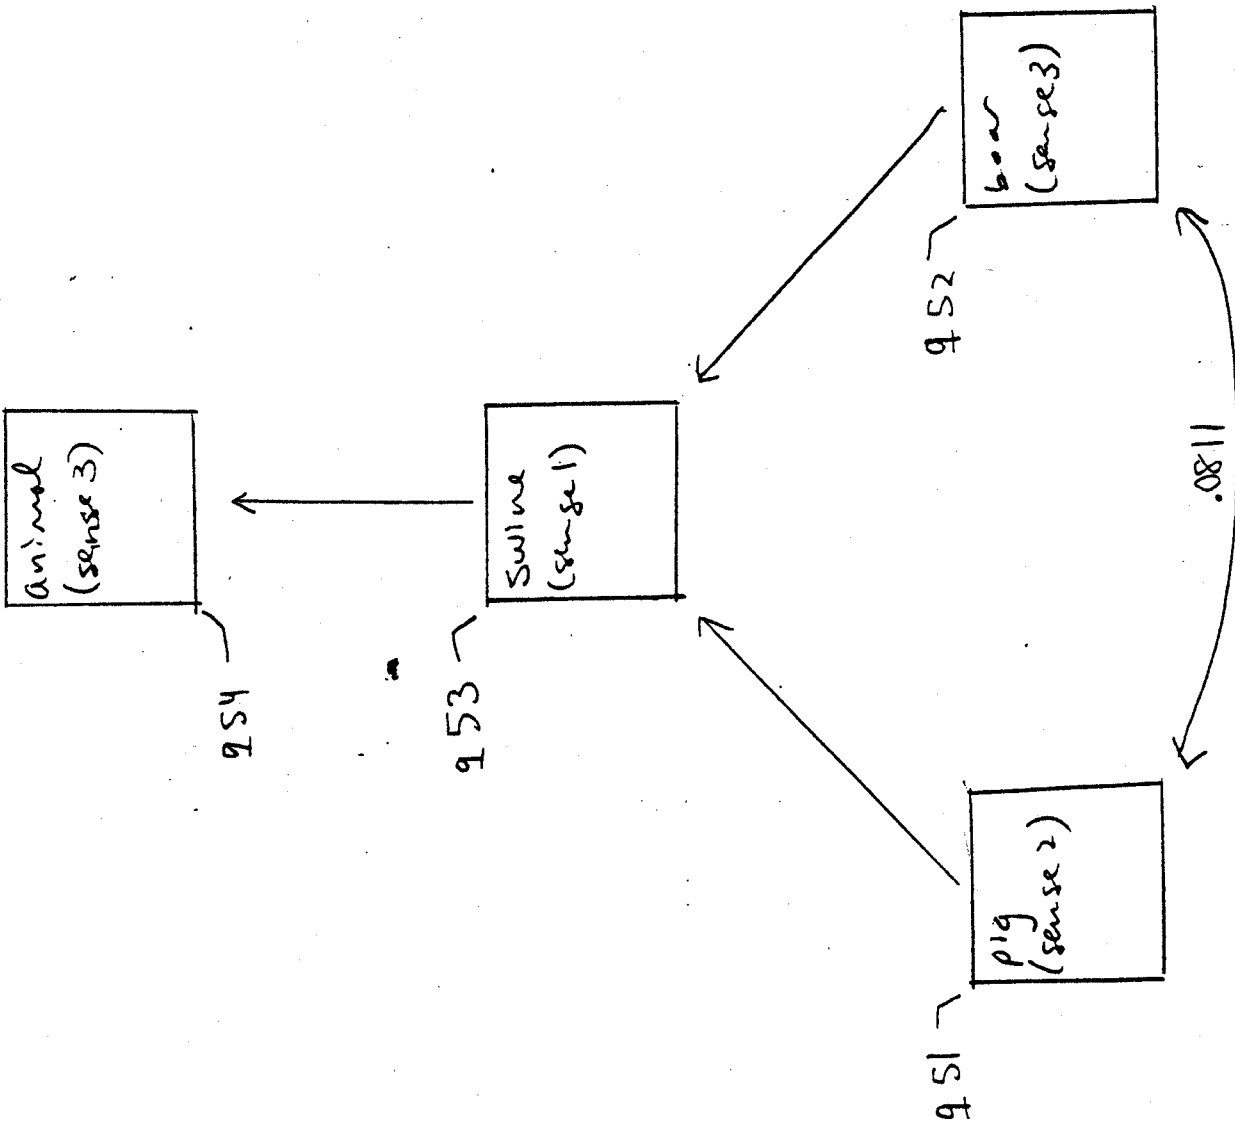 animal
(sense 3)
954
swine
(sense 1)
953
pig
(sense 2)
951
boar
(sense 3)
952
.0811